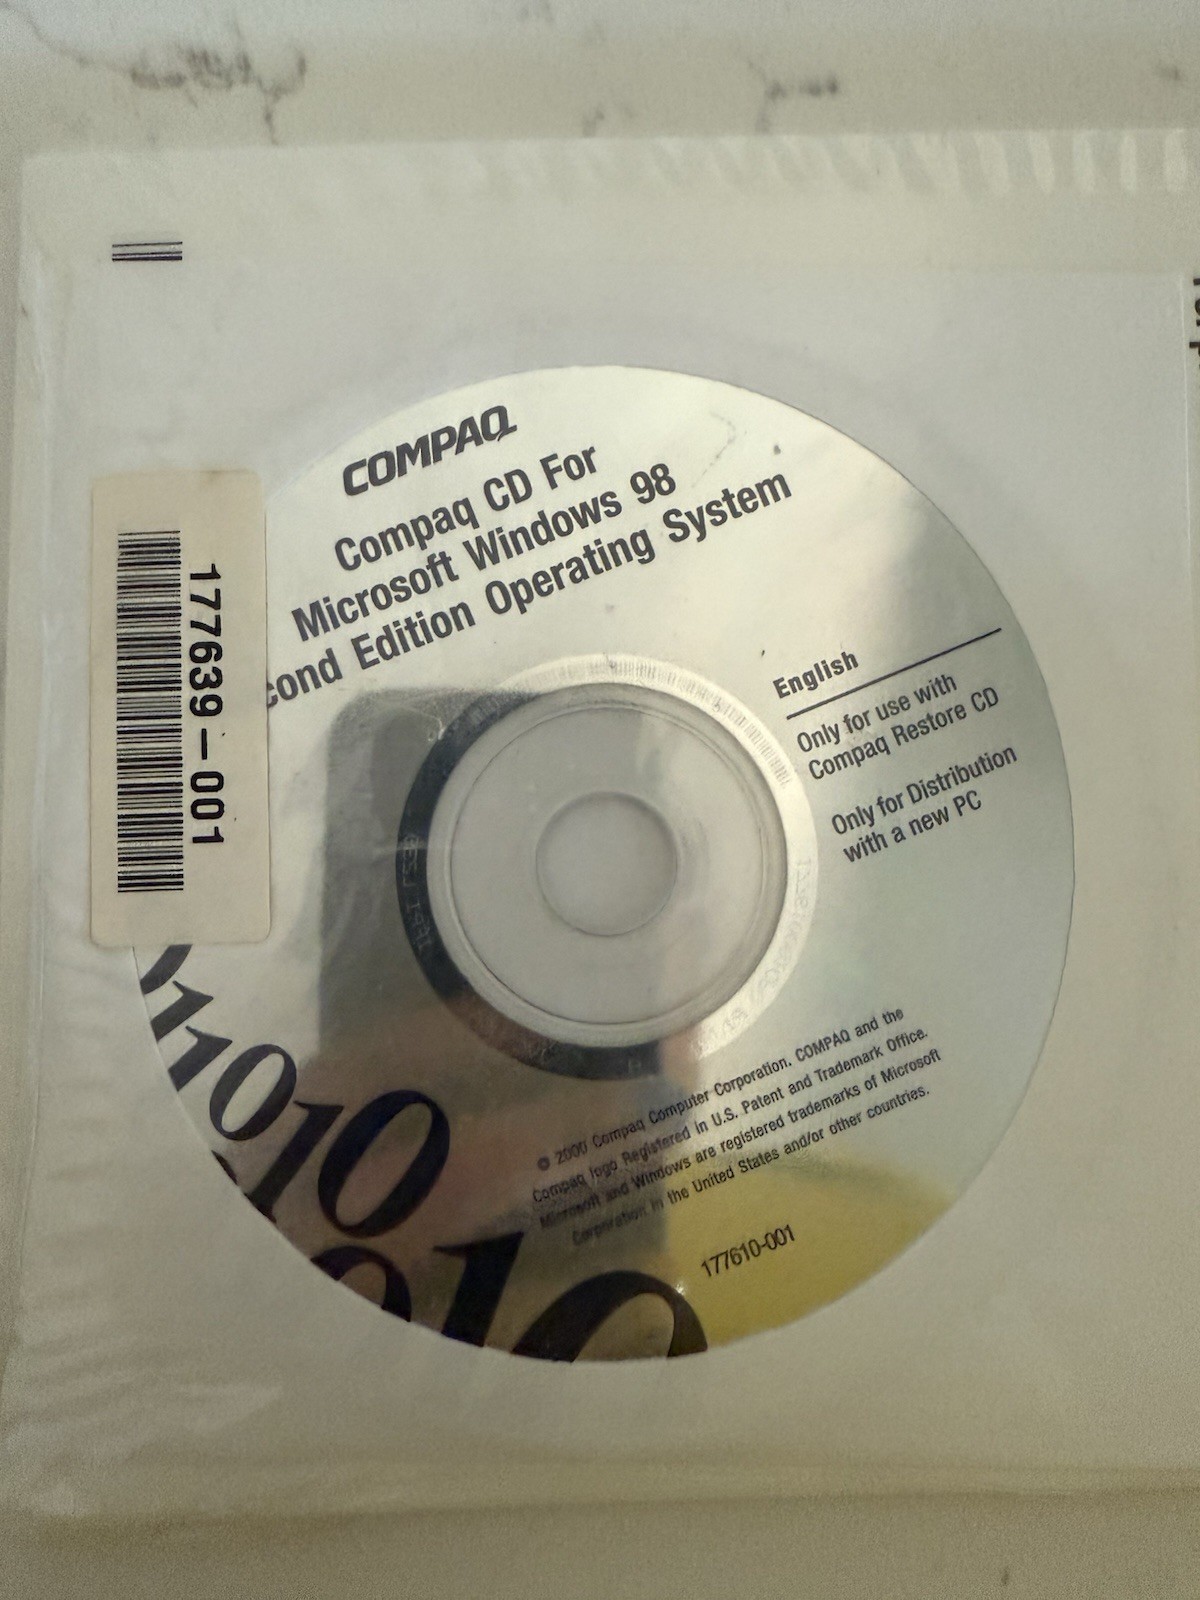 COMPAQ
Compaq CD For
Microsoft Windows 98
cond Edition Operating System
177639-001
English
Only for use with
Compaq Restore CD
Only for Distribution
with a new PC
1010
© 2000 Compaq Computer Corporation. COMPAQ and the
Compaq logo Registered in U.S. Patent and Trademark Office.
Microsoft and Windows are registered trademarks of Microsoft
Corporation in the United States and/or other countries.
177610-001